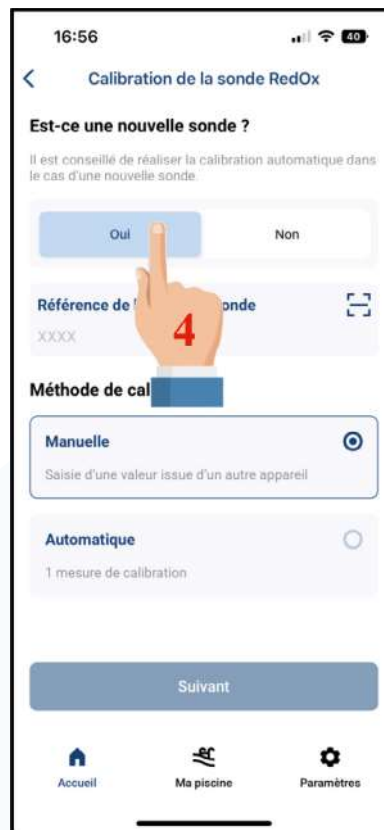 16:56
40
Calibration de la sonde RedOx
Est-ce une nouvelle sonde ?
Il est conseillé de réaliser la calibration automatique dans
le cas d'une nouvelle sonde
Oui
Non
Référence de l onde
XXXX
4
Méthode de cal
Manuelle
Saisie d'une valeur issue d'un autre appareil
Automatique
1 mesure de calibration
Suivant
Accueil
Ma piscine
Paramètres